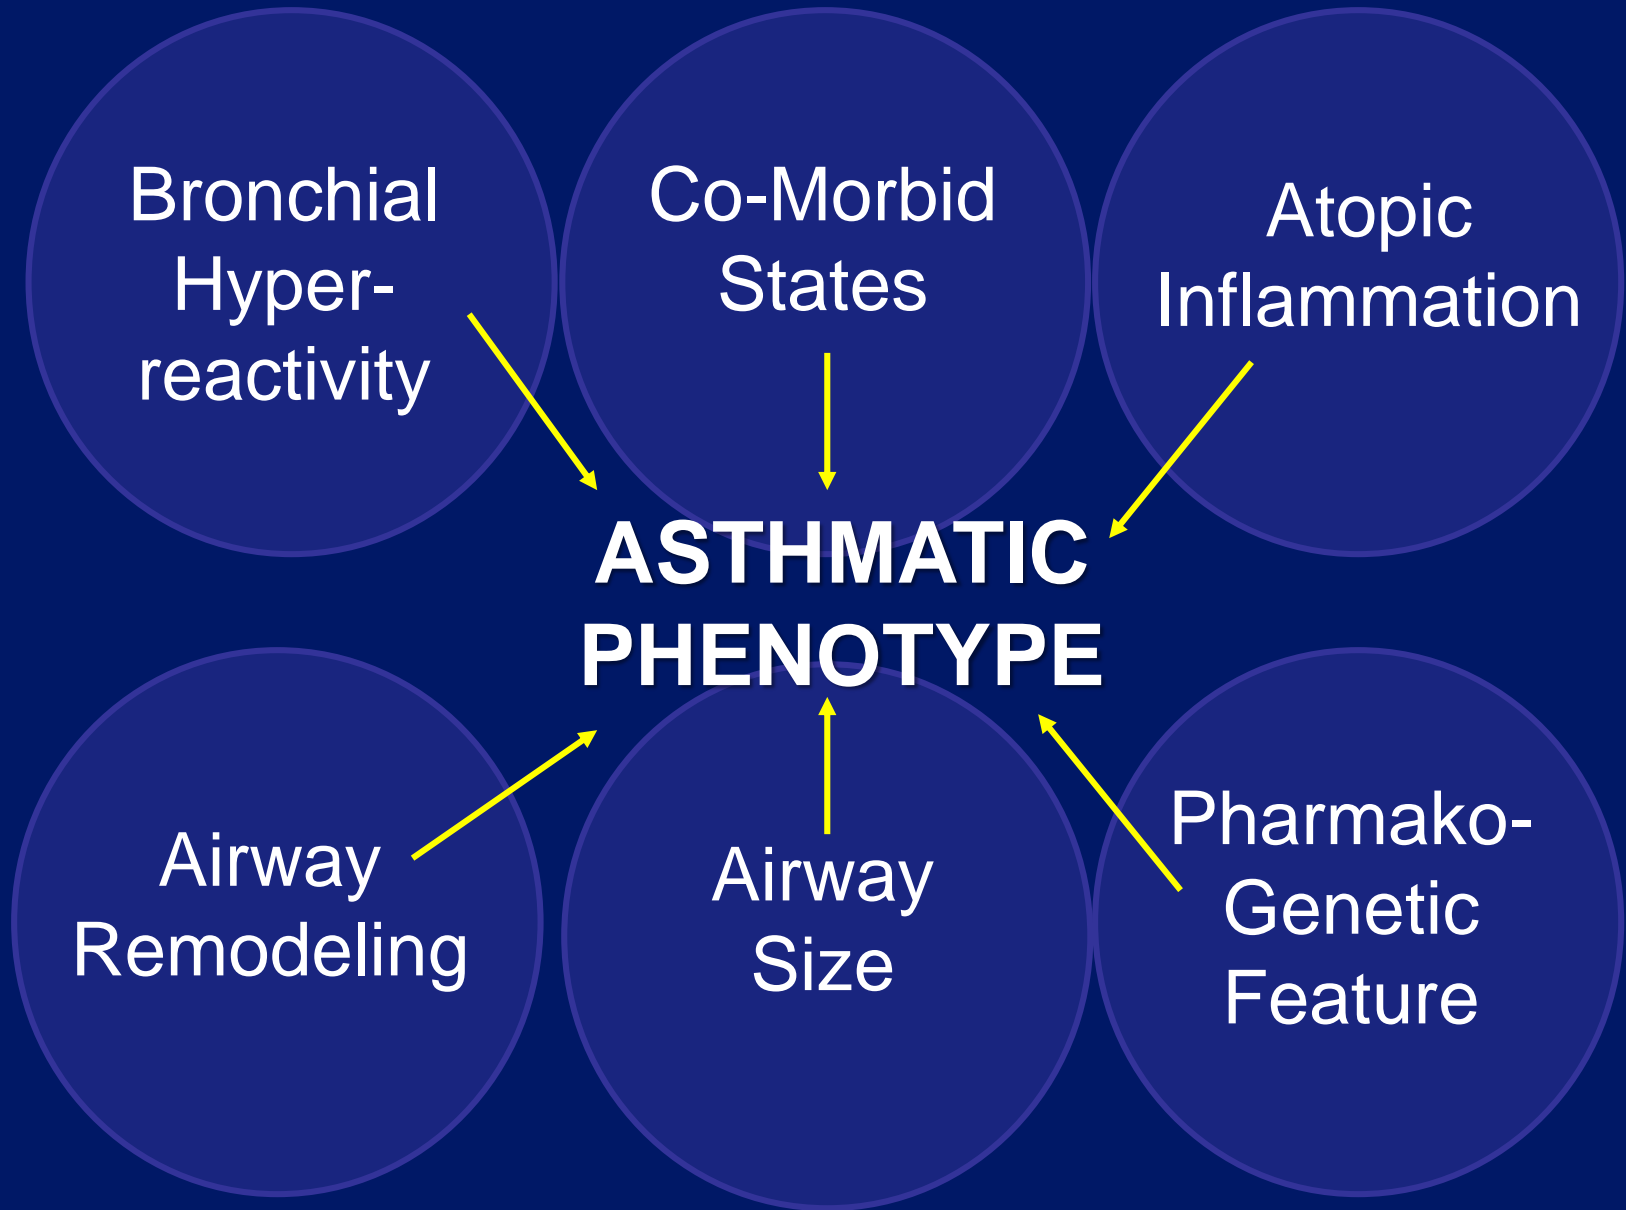 Bronchial
Hyper-
reactivity
Co-Morbid
States
Atopic
Inflammation
ASTHMATIC
PHENOTYPE
Airway
Remodeling
Airway
Size
Pharmako-
Genetic
Feature